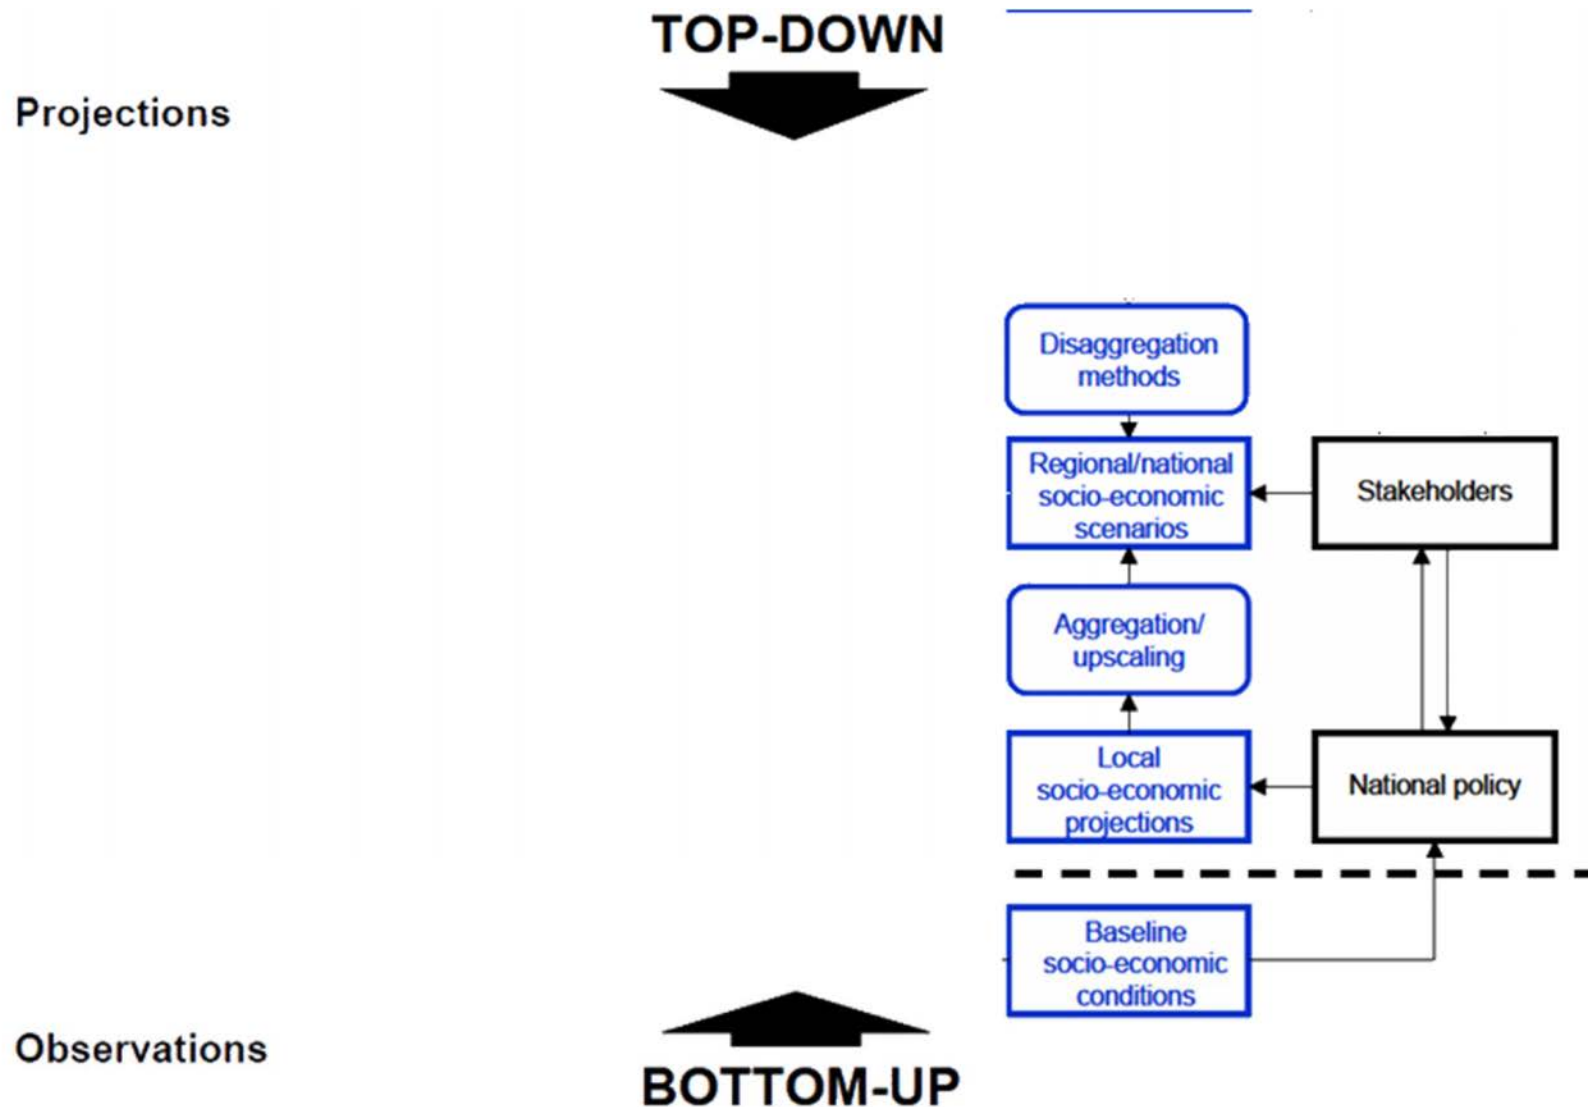 TOP-DOWN
Projections
Disaggregation
methods
Regional/national
socio-economic
scenarios
Stakeholders
Aggregation/
upscaling
Local
socio-economic
projections
National policy
Baseline
socio-economic
conditions
Observations
BOTTOM-UP